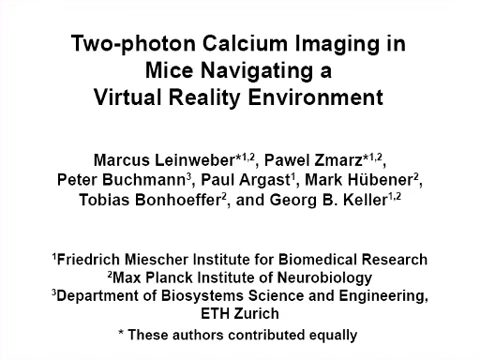 Two-photon Calcium Imaging in
Mice Navigating a
Virtual Reality Environment
Marcus Leinweber*1,2, Pawel Zmarz*1,2,
Peter Buchmann3, Paul Argast1, Mark Hübener2,
Tobias Bonhoeffer2, and Georg B. Keller1,2
1Friedrich Miescher Institute for Biomedical Research
2Max Planck Institute of Neurobiology
3Department of Biosystems Science and Engineering,
ETH Zurich
* These authors contributed equally